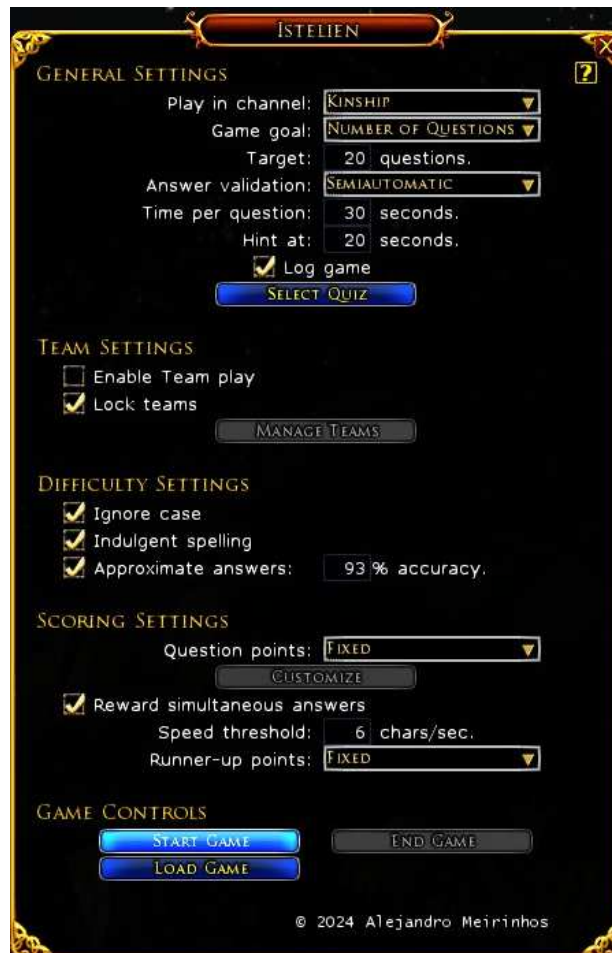 ISTELIEN
GENERAL SETTINGS
?
Play in channel: KINSHIP
Game goal: NUMBER OF QUESTIONS
Target: 20 questions.
Answer validation: SEMIAUTOMATIC
Time per question: 30 seconds.
Hint at: 20 seconds.
Log game
SELECT QUIZ
TEAM SETTINGS
Enable Team play
Lock teams
MANAGE TEAMS
DIFFICULTY SETTINGS
Ignore case
Indulgent spelling
Approximate answers: 93 % accuracy.
SCORING SETTINGS
Question points: FIXED
CUSTOMIZE
Reward simultaneous answers
Speed threshold: 6 chars/sec.
Runner-up points: FIXED
GAME CONTROLS
START GAME END GAME
LOAD GAME
© 2024 Alejandro Meirinhos